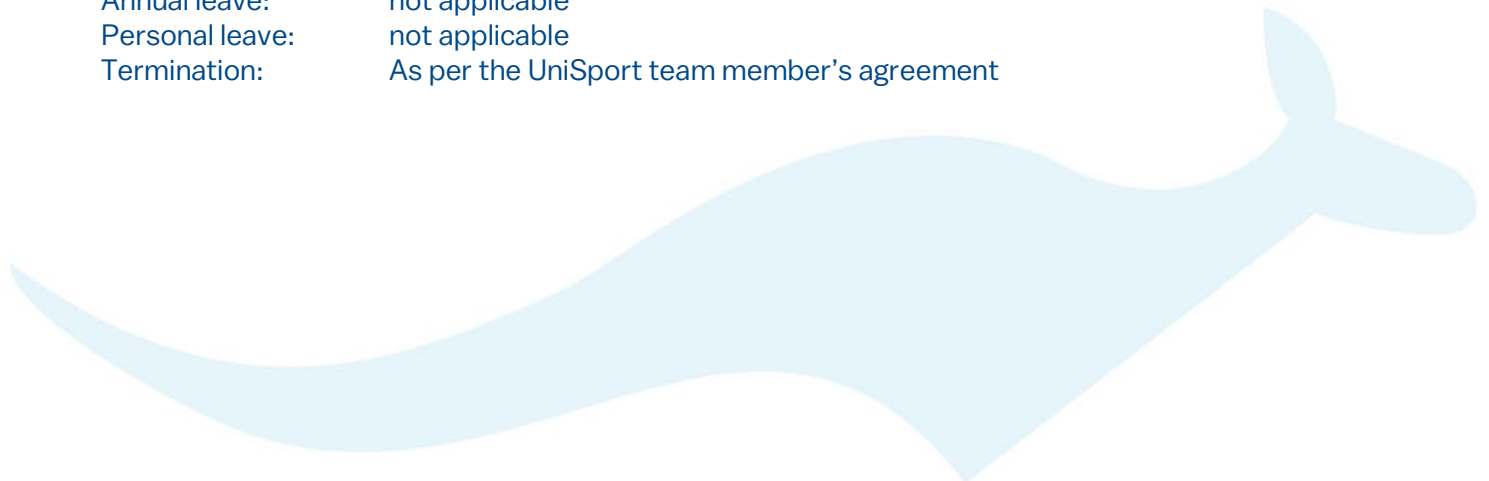 Annual leave: not applicable
Personal leave: not applicable
Termination: As per the UniSport team member’s agreement